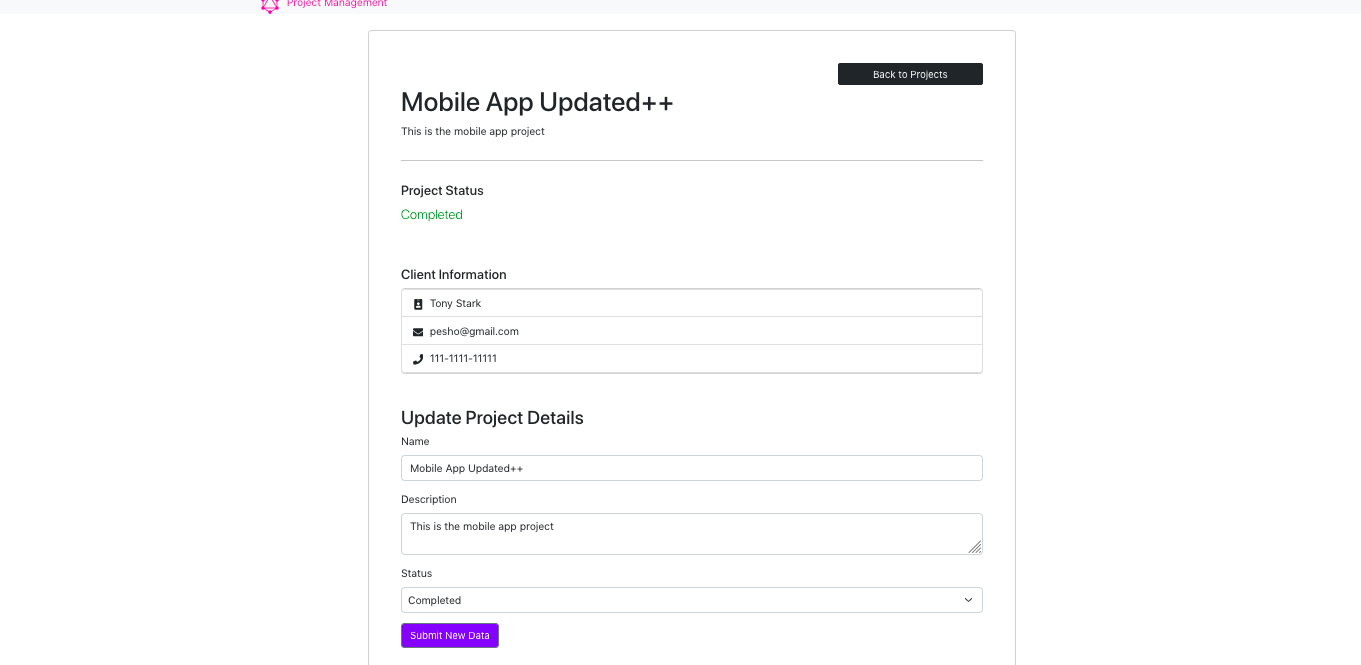 Project Management
Back to Projects
Mobile App Updated++
This is the mobile app project
Project Status
Completed
Client Information
Tony Stark
pesho@gmail.com
111-1111-11111
Update Project Details
Name
Mobile App Updated++
Description
This is the mobile app project
Status
Completed
Submit New Data